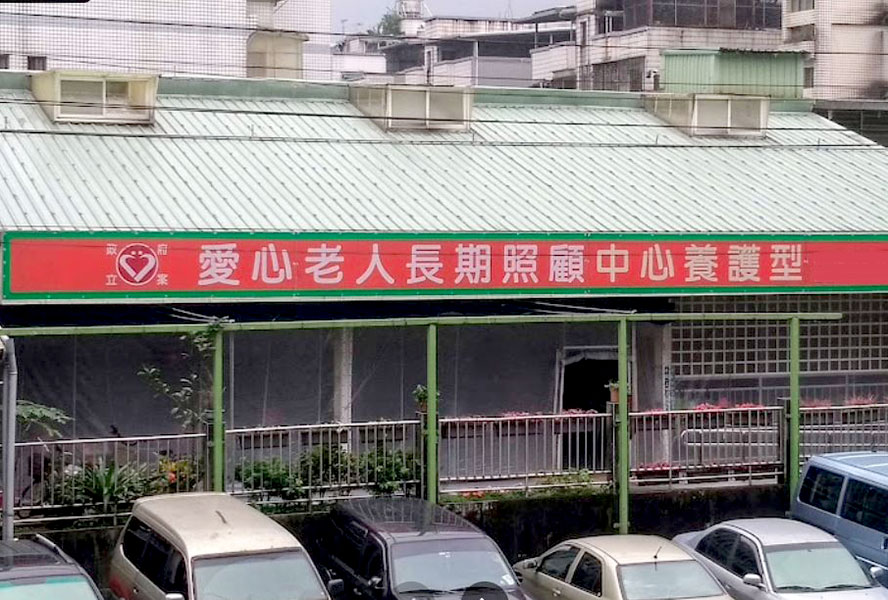 政府
立案
愛心老人長期照顧中心養護型